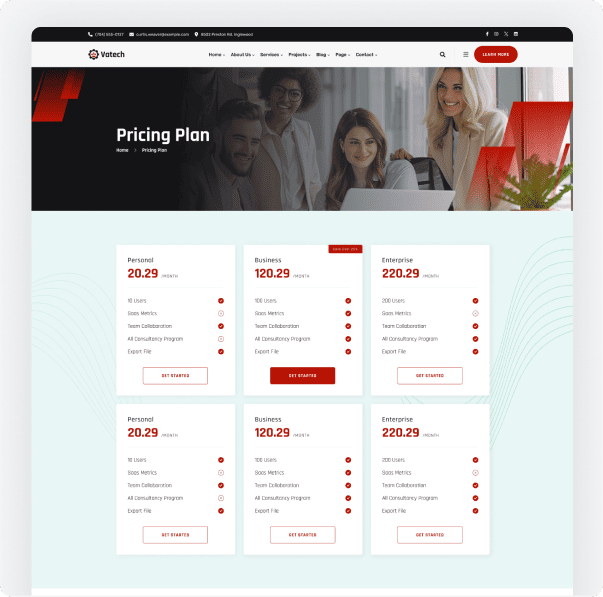 (784) 555-0127 curtis.weaver@example.com 8502 Preston Rd. Inglewood
Vatech Home About Us Services Projects Blog Page Contact LEARN MORE
Pricing Plan
Home > Pricing Plan
Personal
20.29 /MONTH
10 Users
Saas Metrics
Team Collaboration
All Consultancy Program
Export File
GET STARTED
Business
120.29 /MONTH
100 Users
Saas Metrics
Team Collaboration
All Consultancy Program
Export File
GET STARTED
Enterprise
220.29 /MONTH
200 Users
Saas Metrics
Team Collaboration
All Consultancy Program
Export File
GET STARTED
Personal
20.29 /MONTH
10 Users
Saas Metrics
Team Collaboration
All Consultancy Program
Export File
GET STARTED
Business
120.29 /MONTH
100 Users
Saas Metrics
Team Collaboration
All Consultancy Program
Export File
GET STARTED
Enterprise
220.29 /MONTH
200 Users
Saas Metrics
Team Collaboration
All Consultancy Program
Export File
GET STARTED